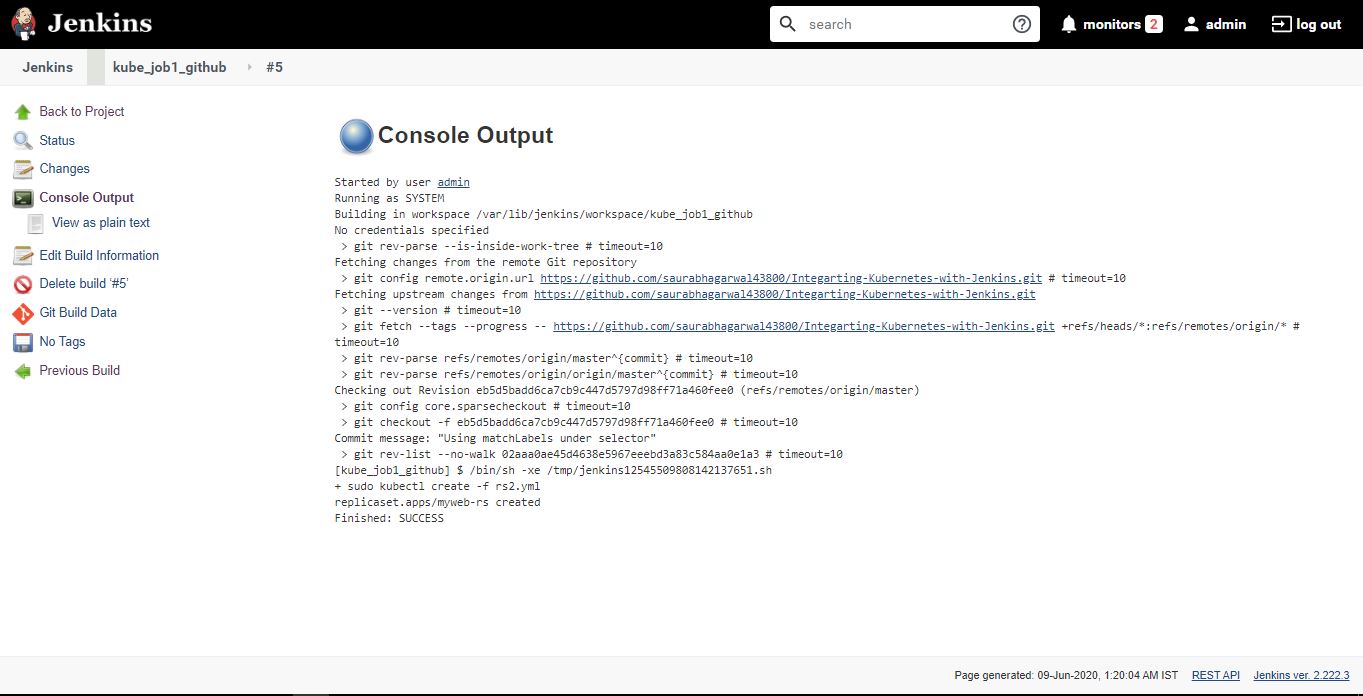 Jenkins
search
monitors 2
admin
log out
Jenkins
kube_job1_github
#5
Back to Project
Status
Changes
Console Output
View as plain text
Edit Build Information
Delete build ‘#5’
Git Build Data
No Tags
Previous Build
Console Output
Started by user admin
Running as SYSTEM
Building in workspace /var/lib/jenkins/workspace/kube_job1_github
No credentials specified
> git rev-parse --is-inside-work-tree # timeout=10
Fetching changes from the remote Git repository
> git config remote.origin.url https://github.com/saurabhagarwal43800/Integarting-Kubernetes-with-Jenkins.git # timeout=10
Fetching upstream changes from https://github.com/saurabhagarwal43800/Integarting-Kubernetes-with-Jenkins.git
> git --version # timeout=10
> git fetch --tags --progress -- https://github.com/saurabhagarwal43800/Integarting-Kubernetes-with-Jenkins.git +refs/heads/*:refs/remotes/origin/* #
timeout=10
> git rev-parse refs/remotes/origin/master^{commit} # timeout=10
> git rev-parse refs/remotes/origin/origin/master^{commit} # timeout=10
Checking out Revision eb5d5badd6ca7cb9c447d5797d98ff71a460fee0 (refs/remotes/origin/master)
> git config core.sparsecheckout # timeout=10
> git checkout -f eb5d5badd6ca7cb9c447d5797d98ff71a460fee0 # timeout=10
Commit message: "Using matchLabels under selector"
> git rev-list --no-walk 02aaa0ae45d4638e5967eeebd3a83c584aa0e1a3 # timeout=10
[kube_job1_github] $ /bin/sh -xe /tmp/jenkins12545509808142137651.sh
+ sudo kubectl create -f rs2.yml
replicaset.apps/myweb-rs created
Finished: SUCCESS
Page generated: 09-Jun-2020, 1:20:04 AM IST
REST API
Jenkins ver. 2.222.3